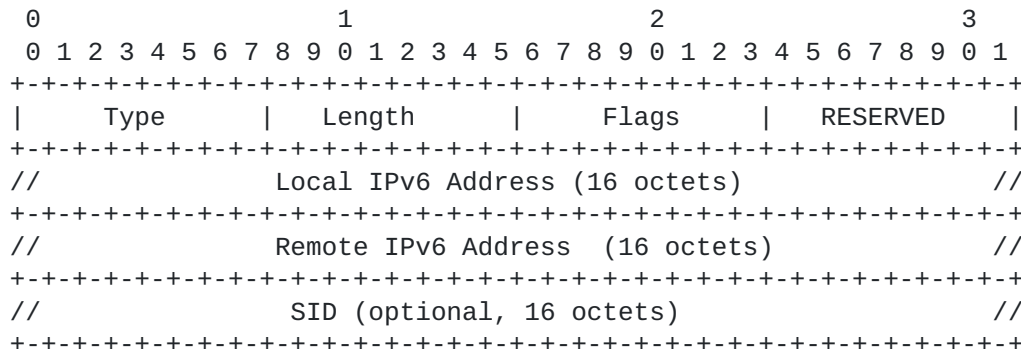 0                   1                   2                   3
 0 1 2 3 4 5 6 7 8 9 0 1 2 3 4 5 6 7 8 9 0 1 2 3 4 5 6 7 8 9 0 1
+-+-+-+-+-+-+-+-+-+-+-+-+-+-+-+-+-+-+-+-+-+-+-+-+-+-+-+-+-+-+-+-+
|      Type     |   Length      |     Flags     |   RESERVED    |
+-+-+-+-+-+-+-+-+-+-+-+-+-+-+-+-+-+-+-+-+-+-+-+-+-+-+-+-+-+-+-+-+
//                 Local IPv6 Address (16 octets)                //
+-+-+-+-+-+-+-+-+-+-+-+-+-+-+-+-+-+-+-+-+-+-+-+-+-+-+-+-+-+-+-+-+
//                 Remote IPv6 Address  (16 octets)              //
+-+-+-+-+-+-+-+-+-+-+-+-+-+-+-+-+-+-+-+-+-+-+-+-+-+-+-+-+-+-+-+-+
//                  SID (optional, 16 octets)                    //
+-+-+-+-+-+-+-+-+-+-+-+-+-+-+-+-+-+-+-+-+-+-+-+-+-+-+-+-+-+-+-+-+